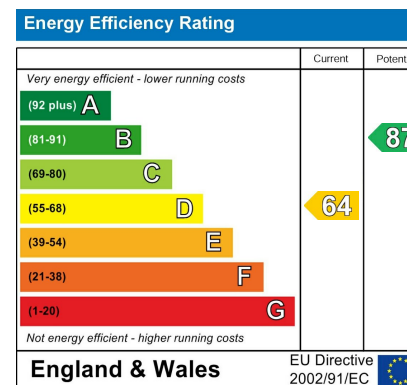 Energy Efficiency Rating
Current Potent
Very energy efficient - lower running costs
(92 plus) A
(81-91) B 87
(69-80) C
(55-68) D 64
(39-54) E
(21-38) F
(1-20) G
Not energy efficient - higher running costs
England & Wales
EU Directive
2002/91/EC